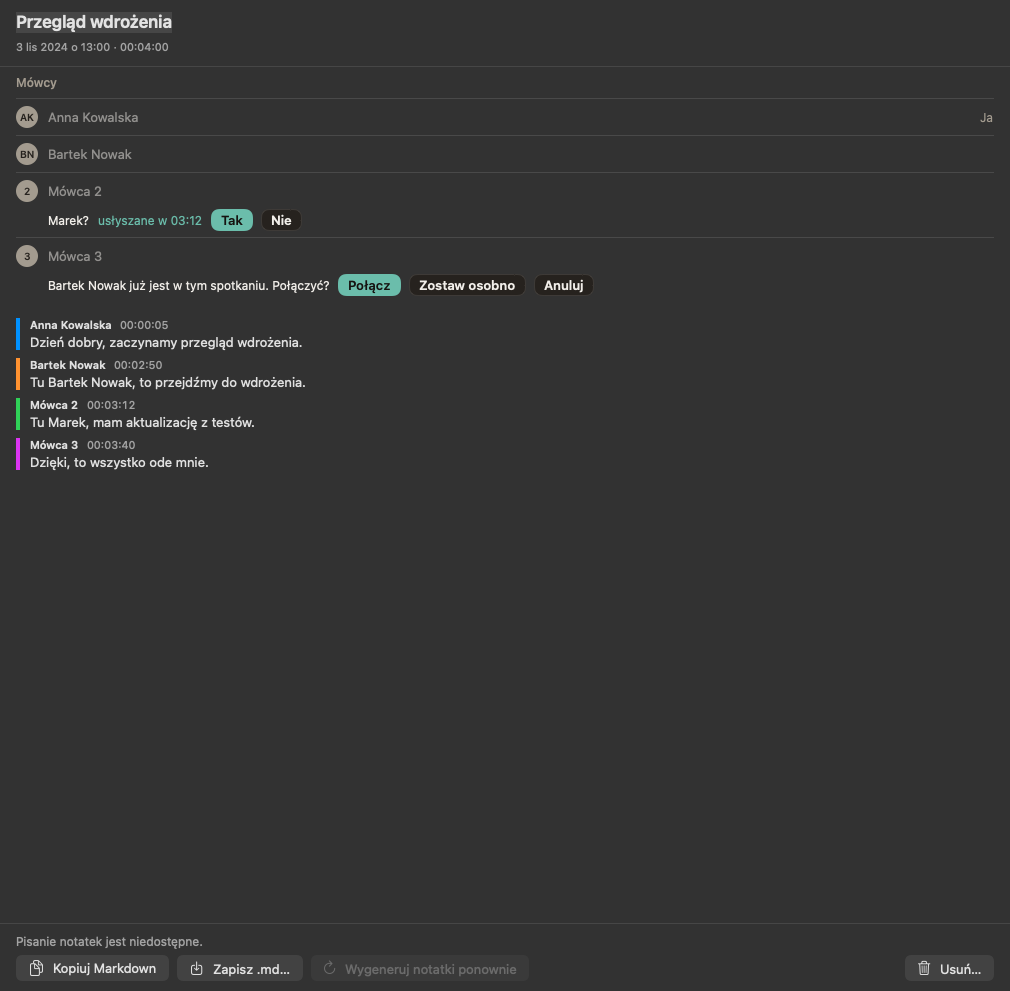 Przegląd wdrożenia
3 lis 2024 o 13:00 · 00:04:00
Mówcy
AK Anna Kowalska Ja
BN Bartek Nowak
2 Mówca 2
Marek? usłyszane w 03:12 Tak Nie
3 Mówca 3
Bartek Nowak już jest w tym spotkaniu. Połączyć? Połącz Zostaw osobno Anuluj
Anna Kowalska 00:00:05
Dzień dobry, zaczynamy przegląd wdrożenia.
Bartek Nowak 00:02:50
Tu Bartek Nowak, to przejdźmy do wdrożenia.
Mówca 2 00:03:12
Tu Marek, mam aktualizację z testów.
Mówca 3 00:03:40
Dzięki, to wszystko ode mnie.
Pisanie notatek jest niedostępne.
Kopiuj Markdown Zapisz .md... Wygeneruj notatki ponownie Usuń...